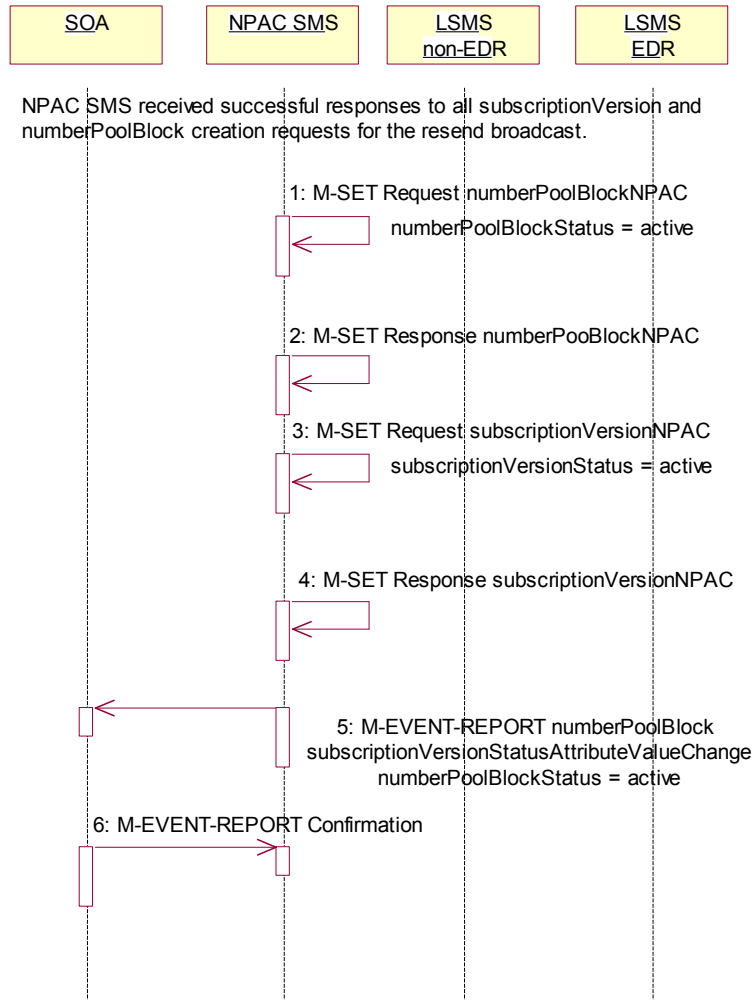 SOA
NPAC SMS
LSMS
non-EDR
LSMS
EDR
NPAC SMS received successful responses to all subscriptionVersion and
numberPoolBlock creation requests for the resend broadcast.
1: M-SET Request numberPoolBlockNPAC
numberPoolBlockStatus = active
2: M-SET Response numberPooBlockNPAC
3: M-SET Request subscriptionVersionNPAC
subscriptionVersionStatus = active
4: M-SET Response subscriptionVersionNPAC
5: M-EVENT-REPORT numberPoolBlock
subscriptionVersionStatusAttributeValueChange
numberPoolBlockStatus = active
6: M-EVENT-REPORT Confirmation